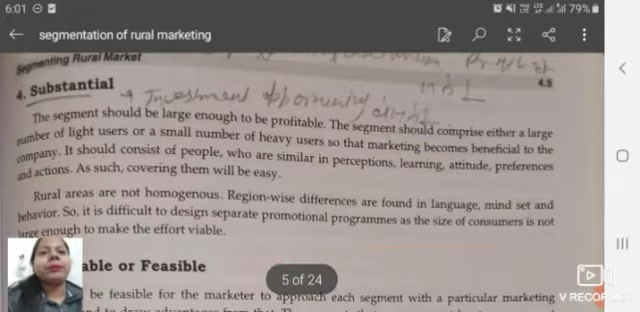 6:01
79%
segmentation of rural marketing
Segmenting Rural Market
4.5
4. Substantial
Investment opportunity
The segment should be large enough to be profitable. The segment should comprise either a large
number of light users or a small number of heavy users so that marketing becomes beneficial to the
company. It should consist of people, who are similar in perceptions, learning, attitude, preferences
and actions. As such, covering them will be easy.
Rural areas are not homogenous. Region-wise differences are found in language, mind set and
behavior. So, it is difficult to design separate promotional programmes as the size of consumers is not
large enough to make the effort viable.
able or Feasible
5 of 24
be feasible for the marketer to approach each segment with a particular marketing
V RECOR